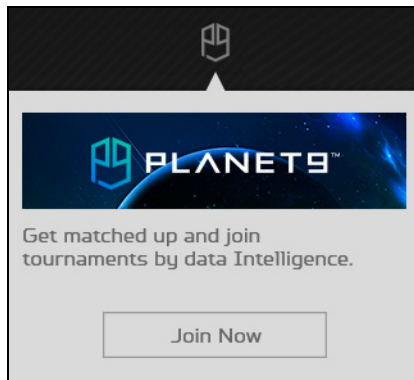 PLANET9™
Get matched up and join
tournaments by data Intelligence.
Join Now